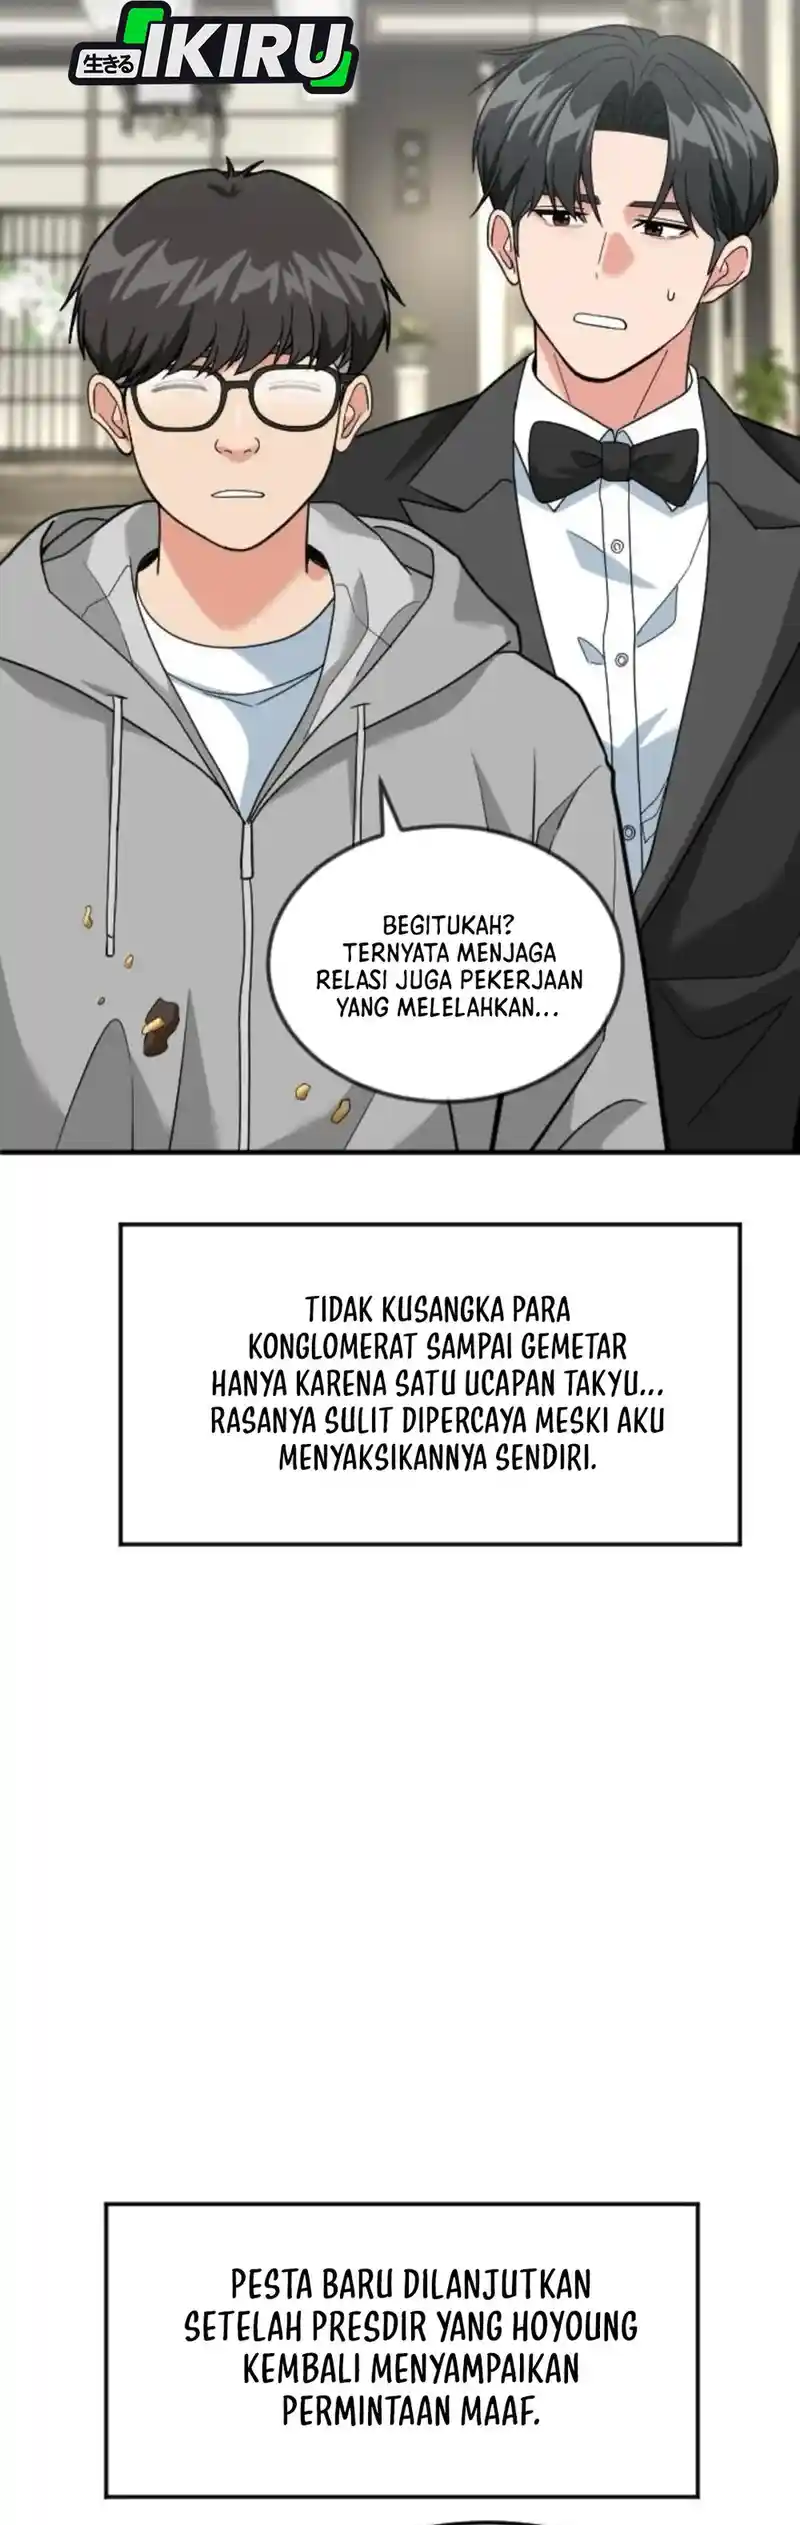 生きる IKIRU
BEGITUKAH?
TERNYATA MENJAGA
RELASI JUGA PEKERJAAN
YANG MELELAHKAN...
TIDAK KUSANGKA PARA
KONGLOMERAT SAMPAI GEMETAR
HANYA KARENA SATU UCAPAN TAKYU...
RASANYA SULIT DIPERCAYA MESKI AKU
MENYAKSIKANNYA SENDIRI.
PESTA BARU DILANJUTKAN
SETELAH PRESDIR YANG HOYOUNG
KEMBALI MENYAMPAIKAN
PERMINTAAN MAAF.